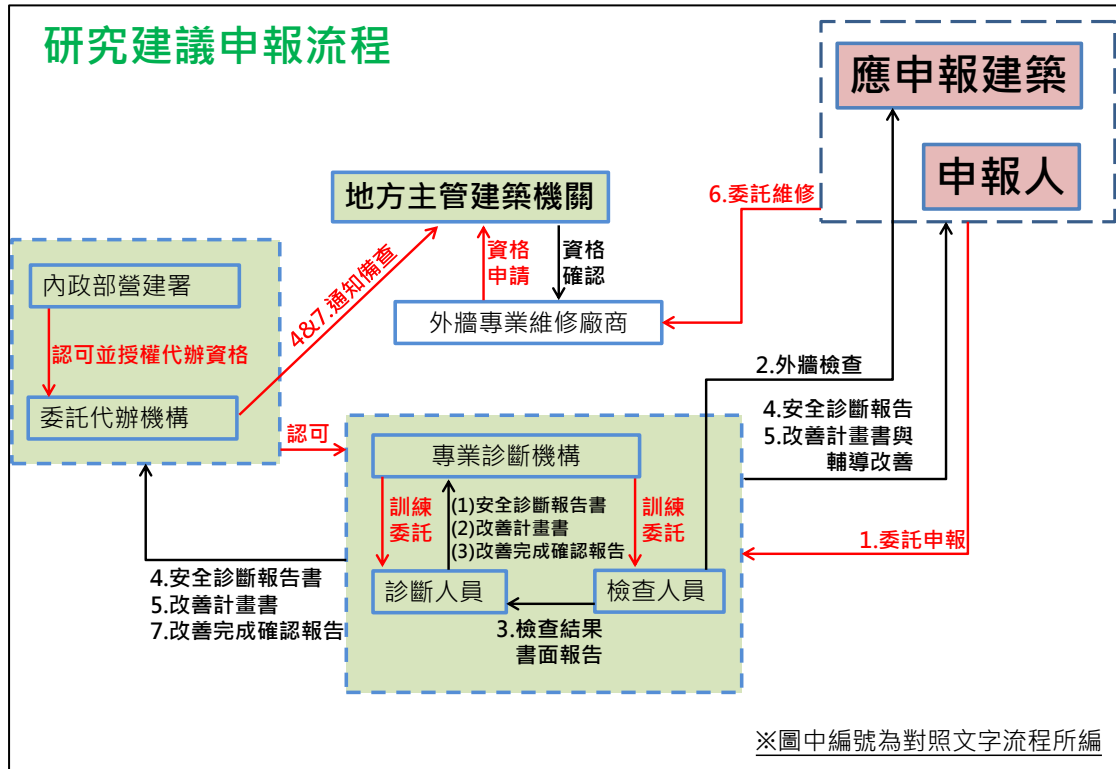 研究建議申報流程
應申報建築
申報人
地方主管建築機關
6.委託維修
資格
申請
資格
確認
4&7.通知備查
內政部營建署
外牆專業維修廠商
認可並授權代辦資格
2.外牆檢查
委託代辦機構
4.安全診斷報告
5.改善計畫書與
輔導改善
認可
專業診斷機構
訓練
委託
(1)安全診斷報告書
(2)改善計畫書
(3)改善完成確認報告
訓練
委託
1.委託申報
診斷人員
檢查人員
4.安全診斷報告書
5.改善計畫書
7.改善完成確認報告
3.檢查結果
書面報告
※圖中編號為對照文字流程所編